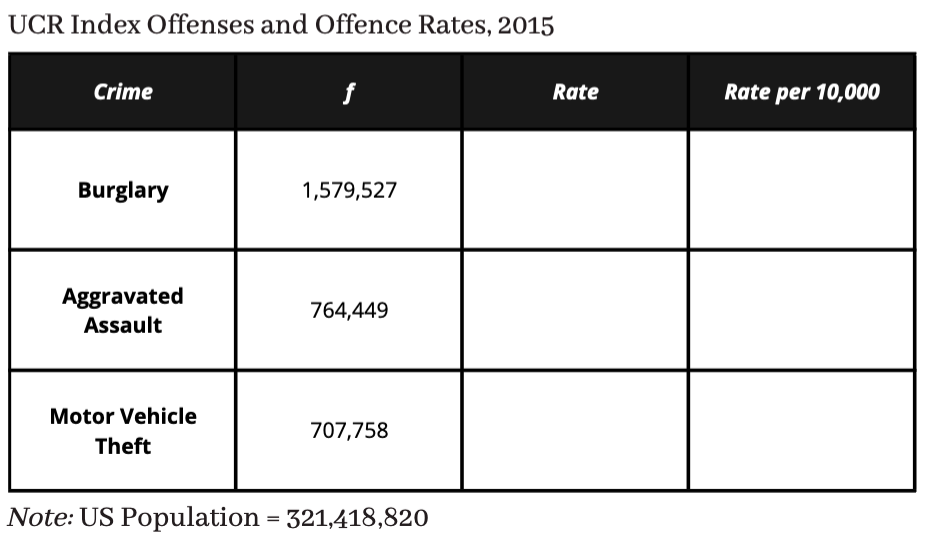 UCR Index Offenses and Offence Rates, 2015
Crime f Rate Rate per 10,000
Burglary 1,579,527
Aggravated
Assault 764,449
Motor Vehicle
Theft 707,758
Note: US Population = 321,418,820